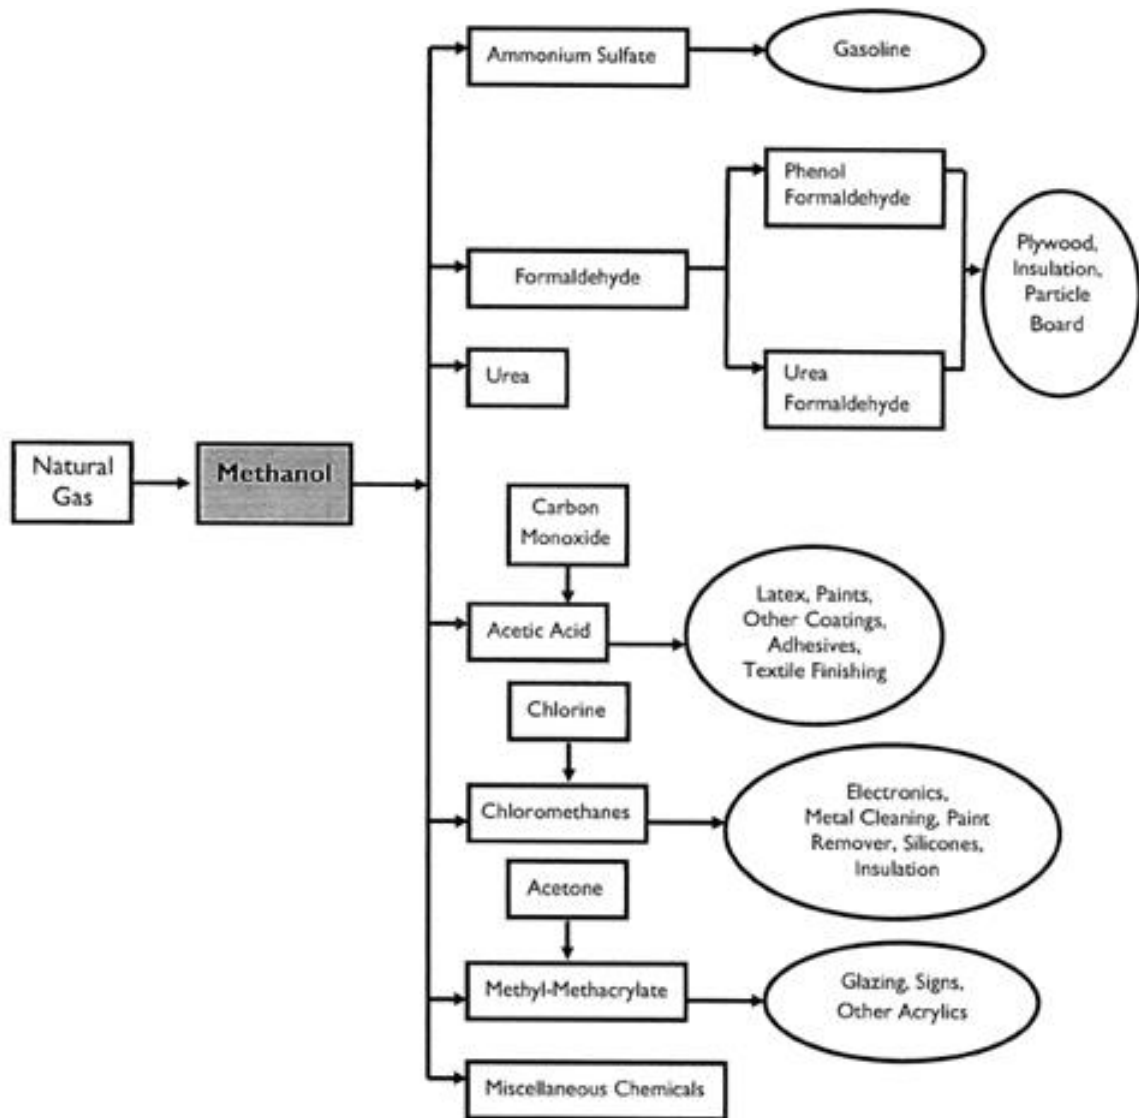 Ammonium Sulfate
Gasoline
Phenol
Formaldehyde
Formaldehyde
Plywood,
Insulation,
Particle
Board
Urea
Urea
Formaldehyde
Natural
Gas
Methanol
Carbon
Monoxide
Acetic Acid
Latex, Paints,
Other Coatings,
Adhesives,
Textile Finishing
Chlorine
Chloromethanes
Electronics,
Metal Cleaning, Paint
Remover, Silicones,
Insulation
Acetone
Methyl-Methacrylate
Glazing, Signs,
Other Acrylics
Miscellaneous Chemicals